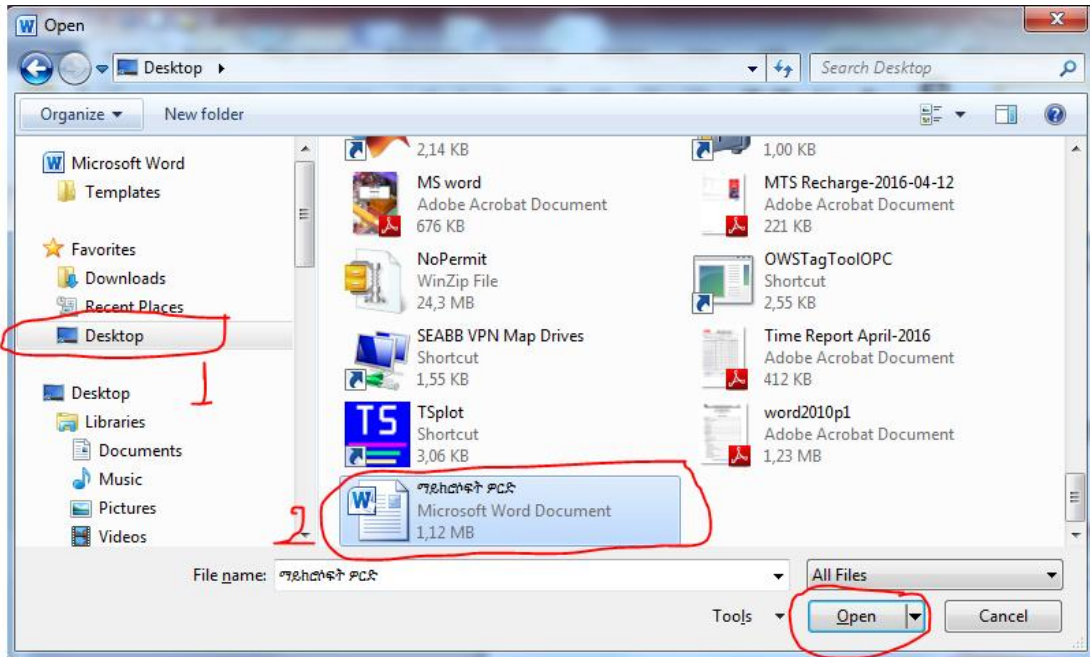 Open
Desktop
Search Desktop
Organize
New folder
Microsoft Word
Templates
Favorites
Downloads
Recent Places
Desktop
1
Desktop
Libraries
Documents
Music
Pictures
Videos
2,14 KB
1,00 KB
MS word
Adobe Acrobat Document
676 KB
MTS Recharge-2016-04-12
Adobe Acrobat Document
221 KB
NoPermit
WinZip File
24,3 MB
OWSTagToolOPC
Shortcut
2,55 KB
SEABB VPN Map Drives
Shortcut
1,55 KB
Time Report April-2016
Adobe Acrobat Document
412 KB
TS
TSplot
Shortcut
3,06 KB
word2010p1
Adobe Acrobat Document
1,23 MB
2
ማይክሮሶፍት ዎርድ
Microsoft Word Document
1,12 MB
File name: ማይክሮሶፍት ዎርድ
All Files
Tools
Open
Cancel